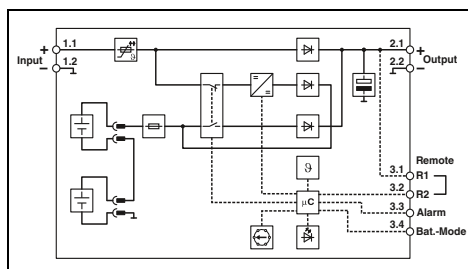 + 1.1
Input
− 1.2
2.1 +
2.2 Output
−
ϑ
=
=
Remote
3.1 R1
3.2 R2
ϑ
µC
3.3 Alarm
3.4 Bat.-Mode